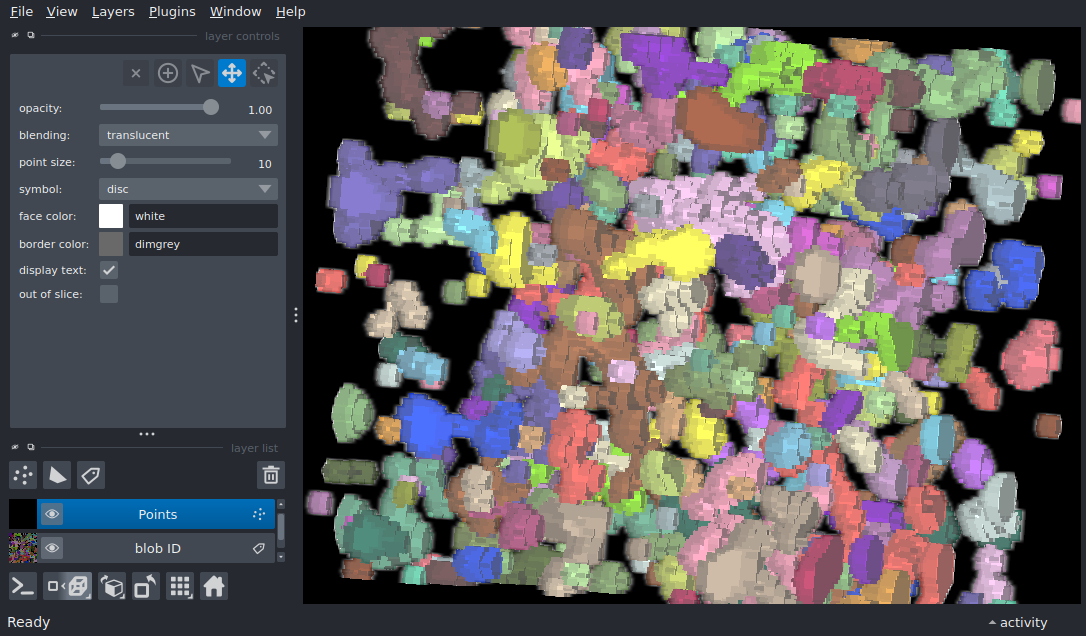 File View Layers Plugins Window Help
layer controls
opacity: 1.00
blending: translucent
point size: 10
symbol: disc
face color: white
border color: dimgrey
display text:
out of slice:
layer list
Points
blob ID
Ready activity